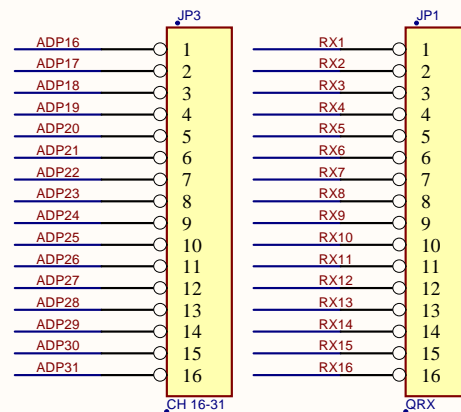 JP3 JP1
ADP16 1 RX1 1
ADP17 2 RX2 2
ADP18 3 RX3 3
ADP19 4 RX4 4
ADP20 5 RX5 5
ADP21 6 RX6 6
ADP22 7 RX7 7
ADP23 8 RX8 8
ADP24 9 RX9 9
ADP25 10 RX10 10
ADP26 11 RX11 11
ADP27 12 RX12 12
ADP28 13 RX13 13
ADP29 14 RX14 14
ADP30 15 RX15 15
ADP31 16 RX16 16
CH 16-31 QRX